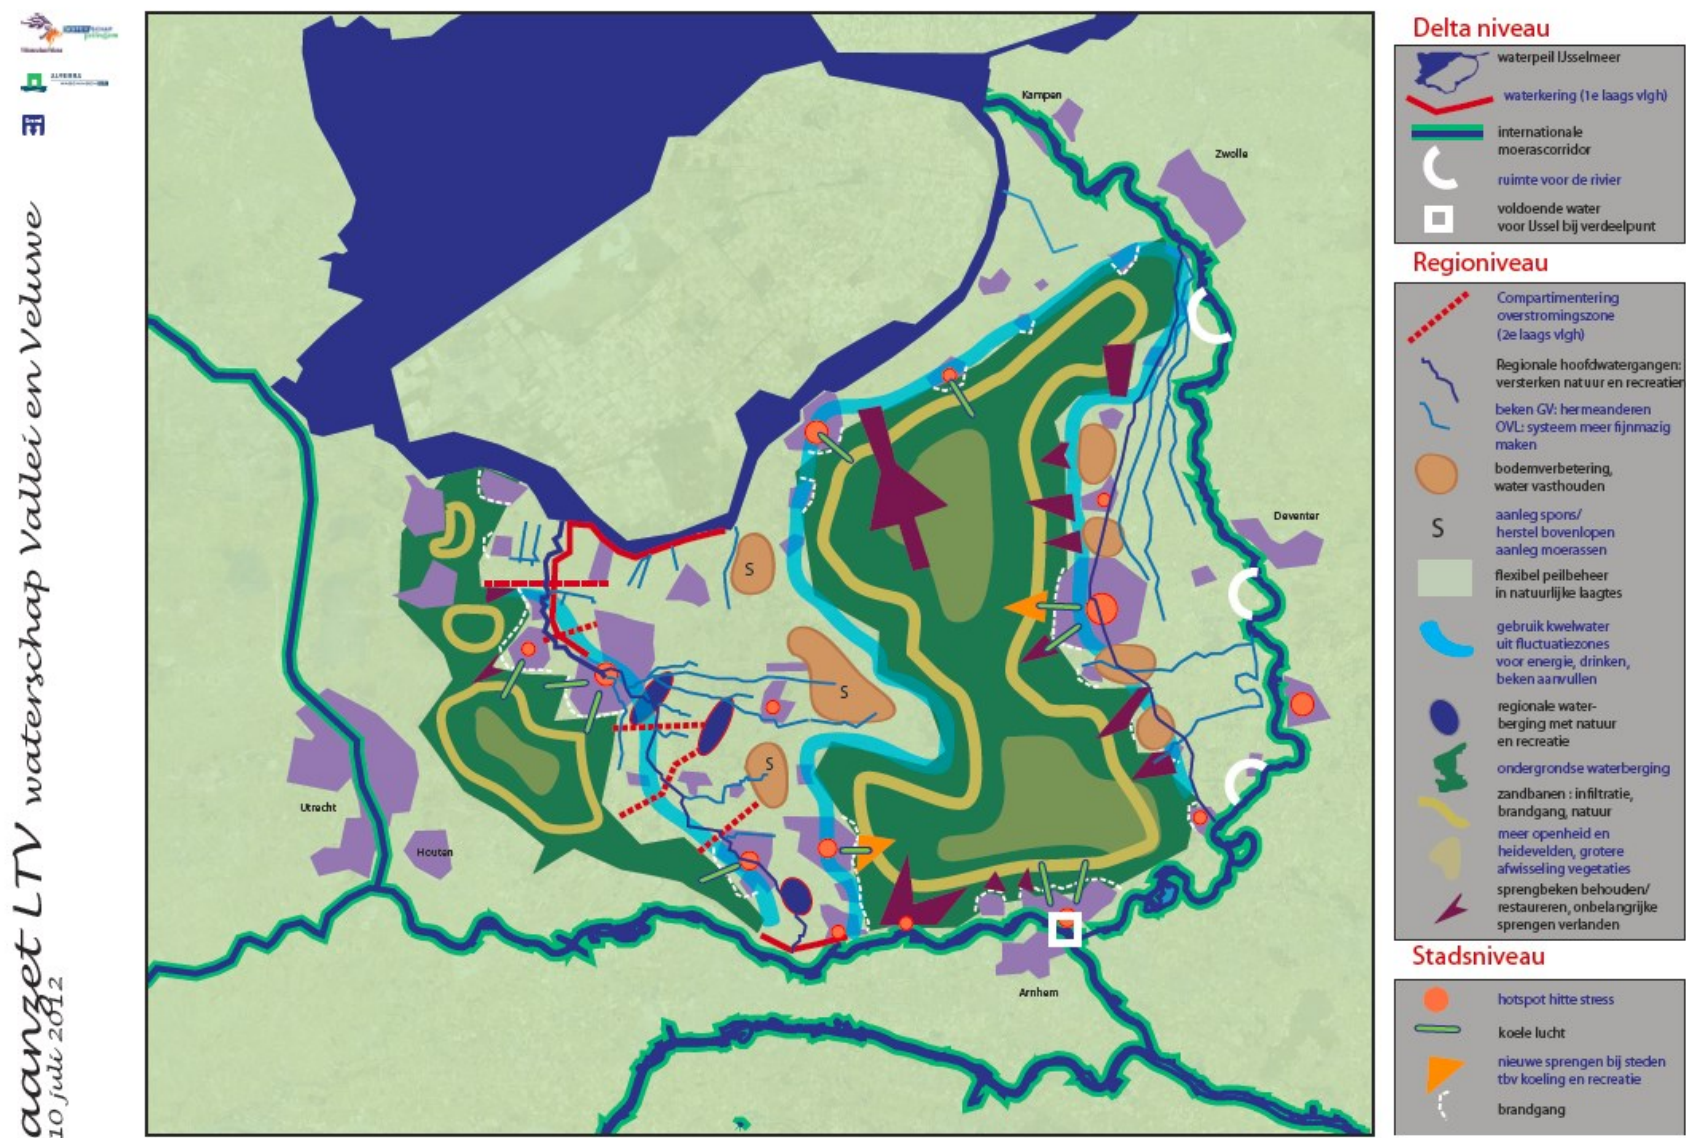 aanzet LTV waterschap Vallei en Veluwe
10 juli 2012
Kampen
Zwolle
Deventer
Utrecht
Houten
Arnhem
S
S
S
Delta niveau
waterpeil IJsselmeer
waterkering (1e laags vlgh)
internationale
moerascorridor
ruimte voor de rivier
voldoende water
voor IJssel bij verdeelpunt
Regioniveau
Compartimentering
overstromingszone
(2e laags vlgh)
Regionale hoofdwatergangen:
versterken natuur en recreatie
beken GV: hermeanderen
OVL: systeem meer fijnmazig
maken
bodemverbetering,
water vasthouden
S
aanleg spons/
herstel bovenlopen
aanleg moerassen
flexibel peilbeheer
in natuurlijke laagtes
gebruik kwelwater
uit fluctuatiezones
voor energie, drinken,
beken aanvullen
regionale water-
berging met natuur
en recreatie
ondergrondse waterberging
zandbanen : infiltratie,
brandgang, natuur
meer openheid en
heidevelden, grotere
afwisseling vegetaties
sprengbeken behouden/
restaureren, onbelangrijke
sprengen verlanden
Stadsniveau
hotspot hitte stress
koele lucht
nieuwe sprengen bij steden
tbv koeling en recreatie
brandgang